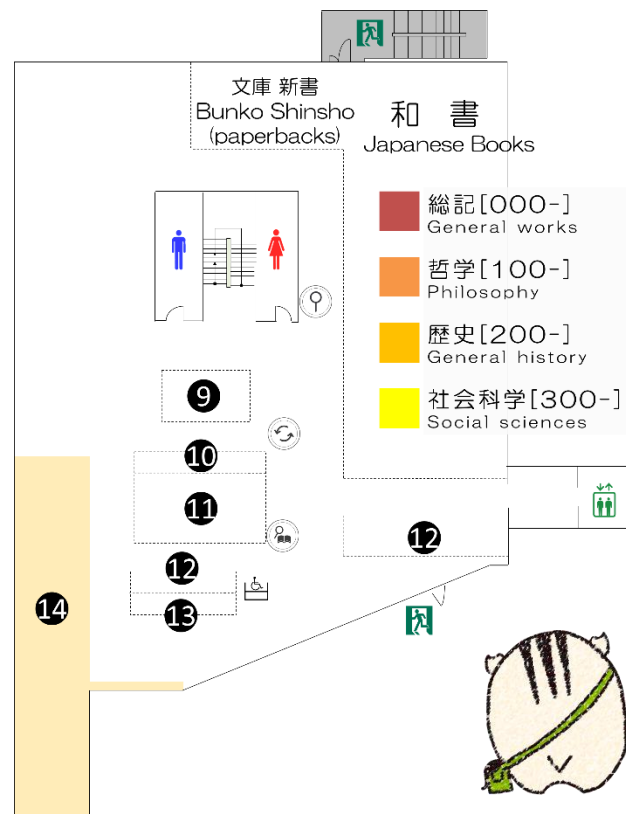 文庫 新書
Bunko Shinsho
(paperbacks)
和 書
Japanese Books
総記[000-]
General works
哲学[100-]
Philosophy
歴史[200-]
General history
社会科学[300-]
Social sciences
9
10
11
12
12
13
14